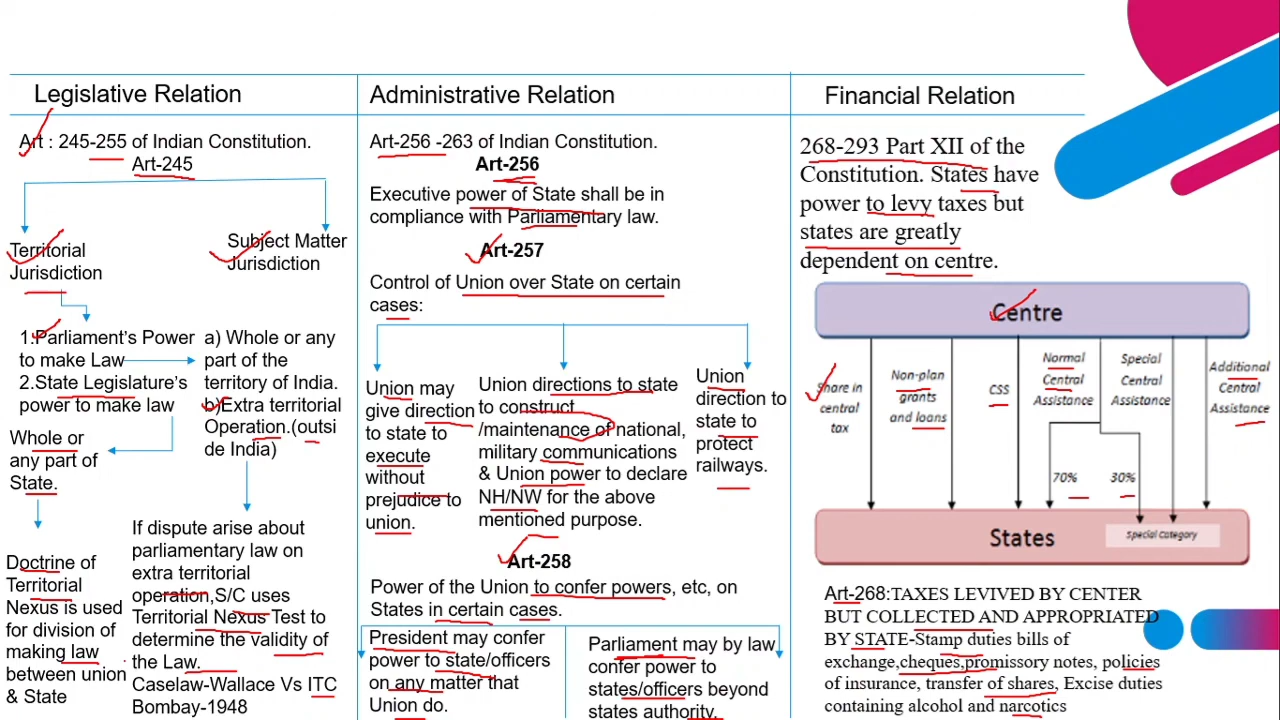 Legislative Relation
Art : 245-255 of Indian Constitution.
Art-245
Territorial
Jurisdiction
Subject Matter
Jurisdiction
1.Parliament's Power
to make Law
2.State Legislature's
power to make law
a) Whole or any
part of the
territory of India.
b)Extra territorial
Operation.(outsi
de India)
Whole or
any part of
State.
Doctrine of
Territorial
Nexus is used
for division of
making law
between union
& State
If dispute arise about
parliamentary law on
extra territorial
operation,S/C uses
Territorial Nexus Test to
determine the validity of
the Law.
Caselaw-Wallace Vs ITC
Bombay-1948
Administrative Relation
Art-256 -263 of Indian Constitution.
Art-256
Executive power of State shall be in
compliance with Parliamentary law.
Art-257
Control of Union over State on certain
cases:
Union may
give direction
to state to
execute
without
prejudice to
union.
Union directions to state
to construct
/maintenance of national,
military communications
& Union power to declare
NH/NW for the above
mentioned purpose.
Union
direction to
state to
protect
railways.
Art-258
Power of the Union to confer powers, etc, on
States in certain cases.
President may confer
power to state/officers
on any matter that
Union do.
Parliament may by law
confer power to
states/officers beyond
states authority.
Financial Relation
268-293 Part XII of the
Constitution. States have
power to levy taxes but
states are greatly
dependent on centre.
Centre
Share in
central
tax
Non-plan
grants
and loans
CSS
Normal
Central
Assistance
Special
Central
Assistance
Additional
Central
Assistance
70%
30%
States
Special Category
Art-268:TAXES LEVIVED BY CENTER
BUT COLLECTED AND APPROPRIATED
BY STATE-Stamp duties bills of
exchange,cheques,promissory notes, policies
of insurance, transfer of shares, Excise duties
containing alcohol and narcotics